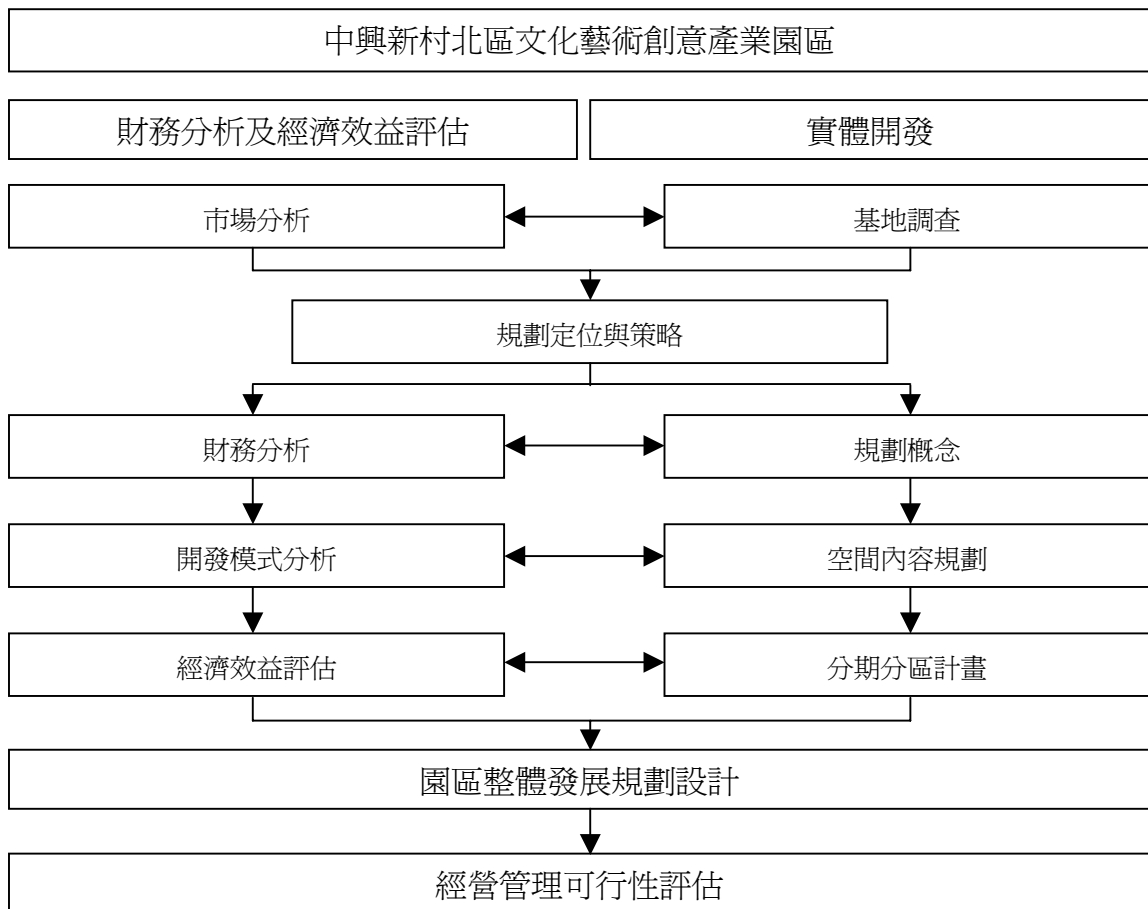 中興新村北區文化藝術創意產業園區
財務分析及經濟效益評估
實體開發
市場分析
基地調查
規劃定位與策略
財務分析
規劃概念
開發模式分析
空間內容規劃
經濟效益評估
分期分區計畫
園區整體發展規劃設計
經營管理可行性評估